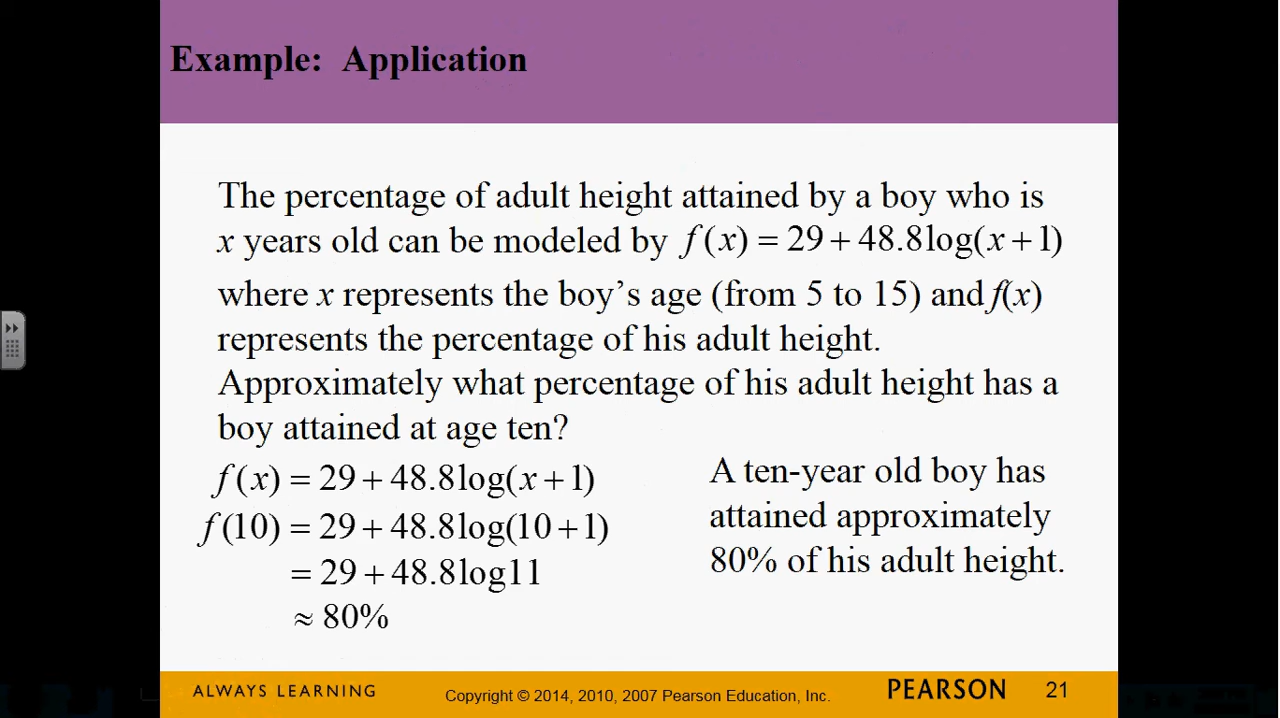 Example: Application
The percentage of adult height attained by a boy who is
x years old can be modeled by f(x) = 29 + 48.8log(x + 1)
where x represents the boy's age (from 5 to 15) and f(x)
represents the percentage of his adult height.
Approximately what percentage of his adult height has a
boy attained at age ten?
f(x) = 29 + 48.8log(x + 1)
f(10) = 29 + 48.8log(10 + 1)
= 29 + 48.8log11
≈ 80%
A ten-year old boy has
attained approximately
80% of his adult height.
ALWAYS LEARNING
Copyright © 2014, 2010, 2007 Pearson Education, Inc.
PEARSON
21